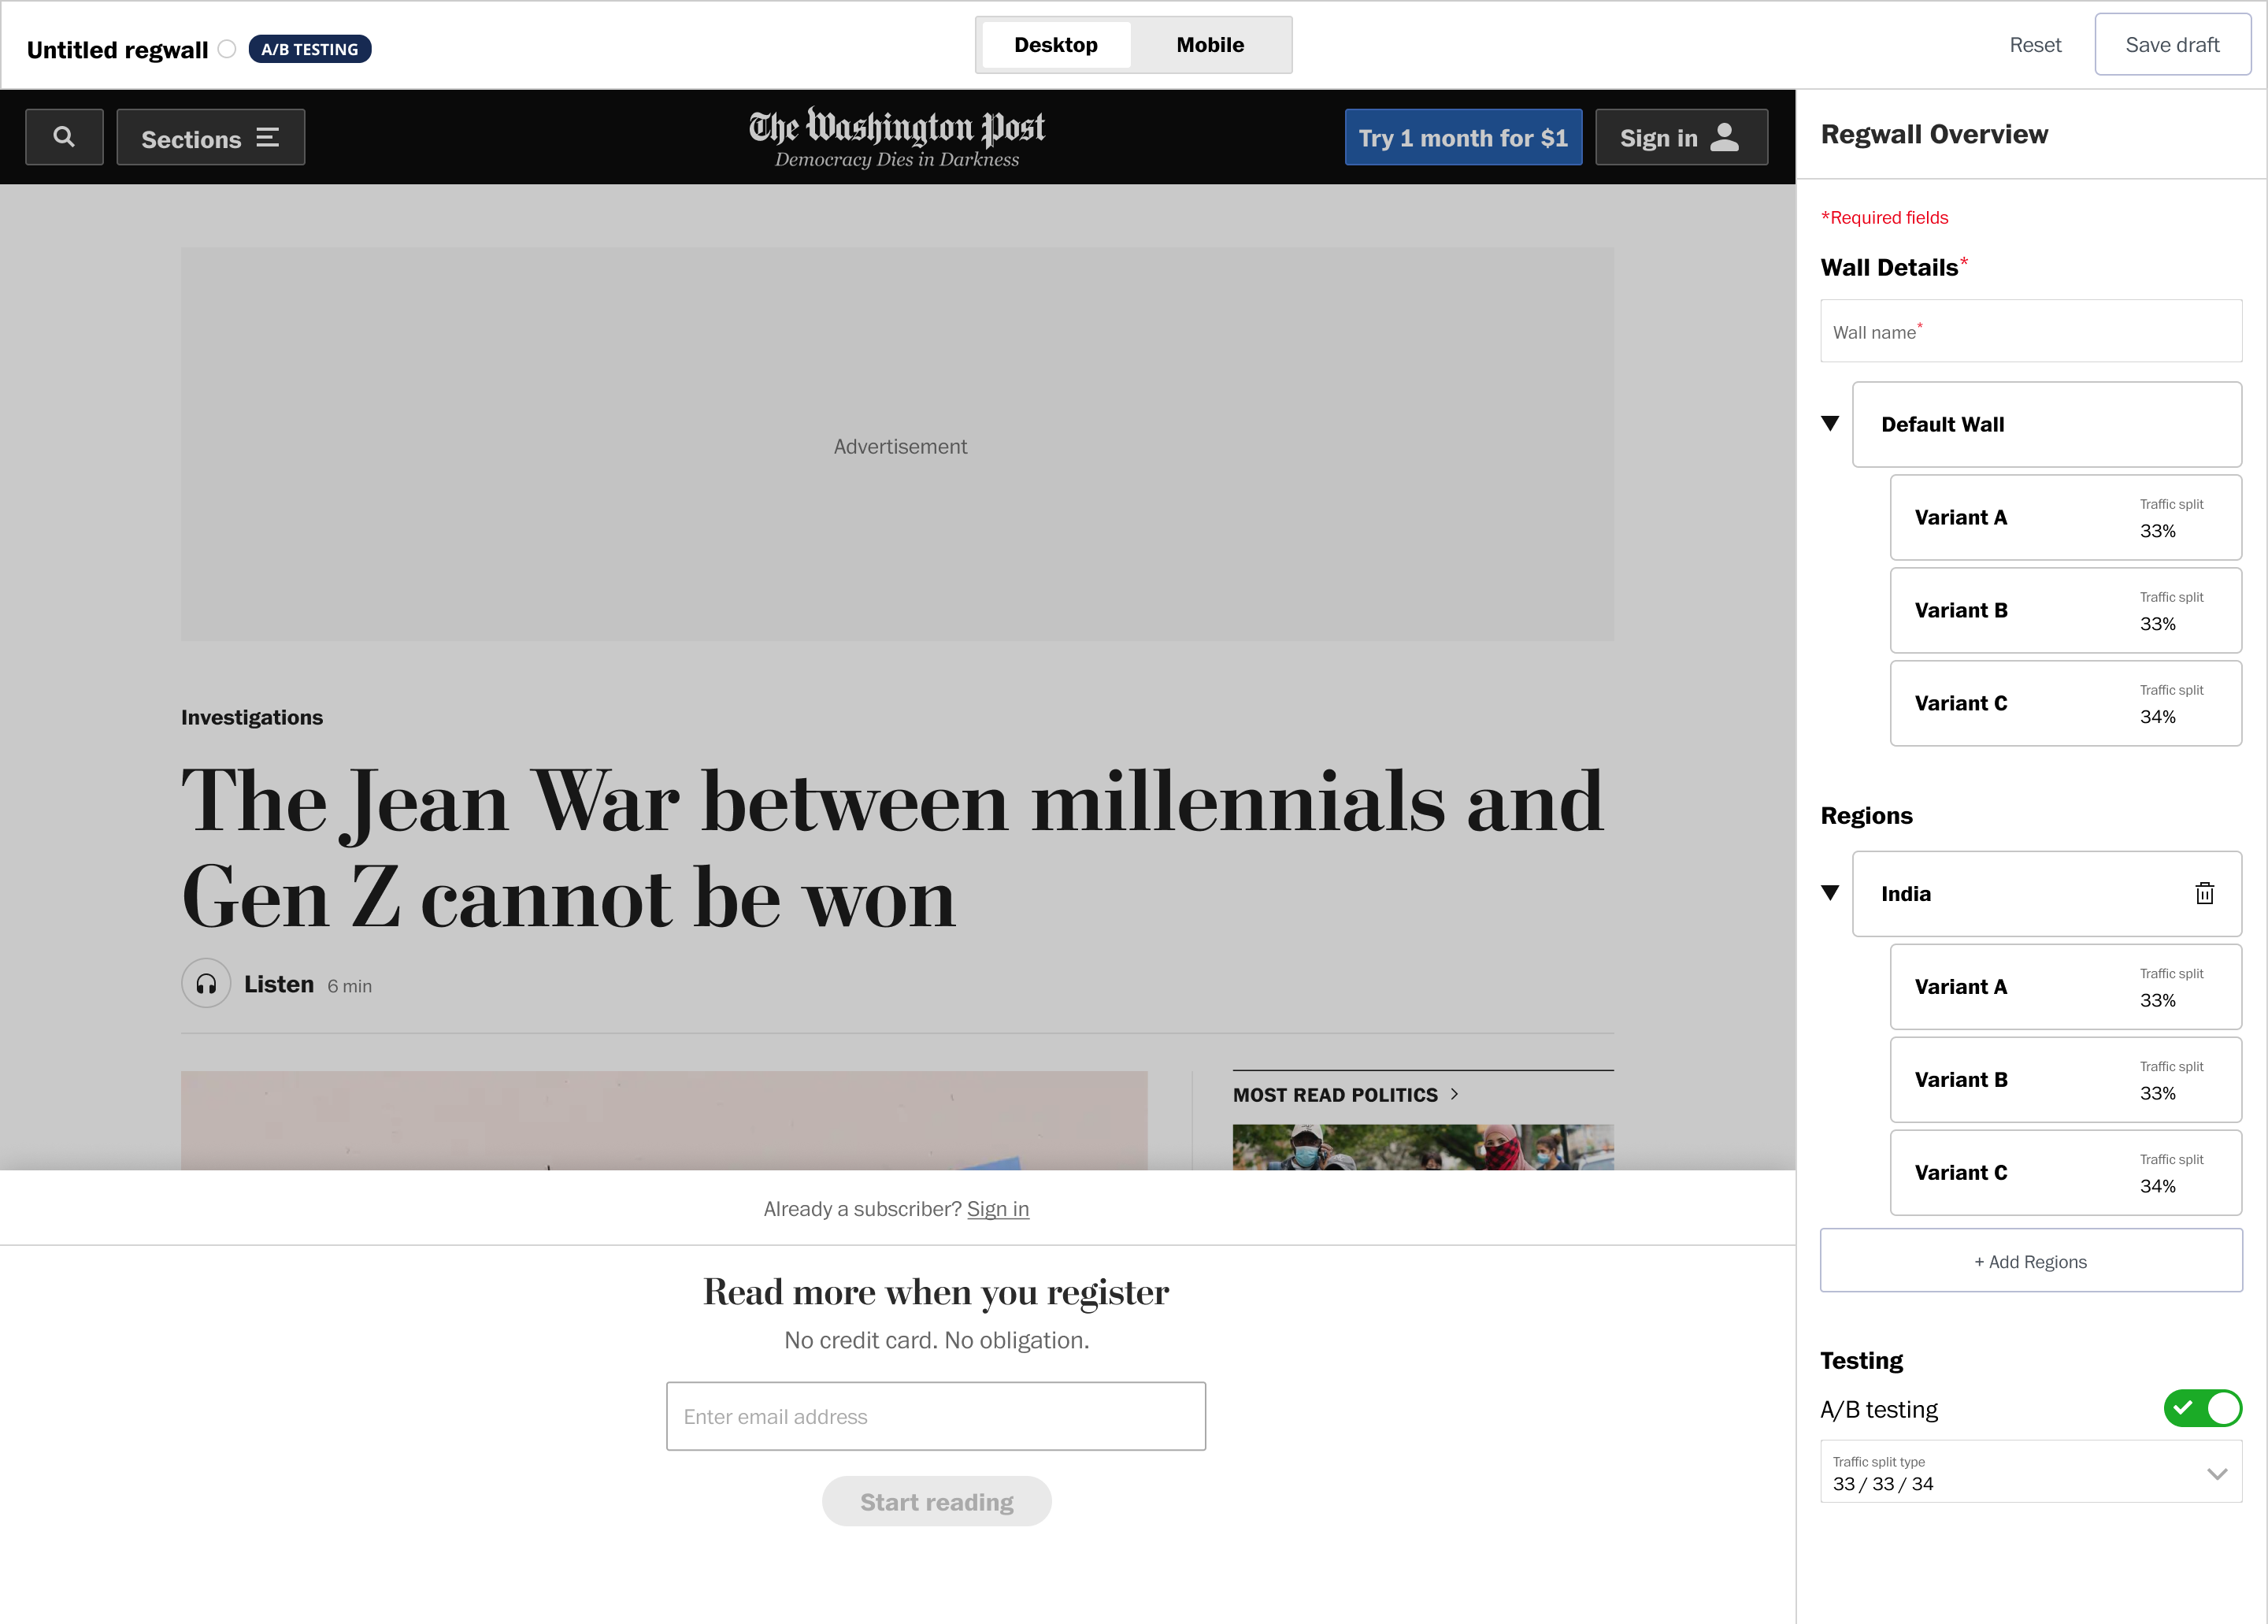 Untitled regwall
A/B TESTING
Desktop
Mobile
Reset
Save draft
Sections
The Washington Post
Democracy Dies in Darkness
Try 1 month for $1
Sign in
Advertisement
Investigations
The Jean War between millennials and
Gen Z cannot be won
Listen 6 min
MOST READ POLITICS
Already a subscriber? Sign in
Read more when you register
No credit card. No obligation.
Enter email address
Start reading
Regwall Overview
*Required fields
Wall Details*
Wall name*
Default Wall
Variant A
Traffic split
33%
Variant B
Traffic split
33%
Variant C
Traffic split
34%
Regions
India
Variant A
Traffic split
33%
Variant B
Traffic split
33%
Variant C
Traffic split
34%
+ Add Regions
Testing
A/B testing
Traffic split type
33 / 33 / 34